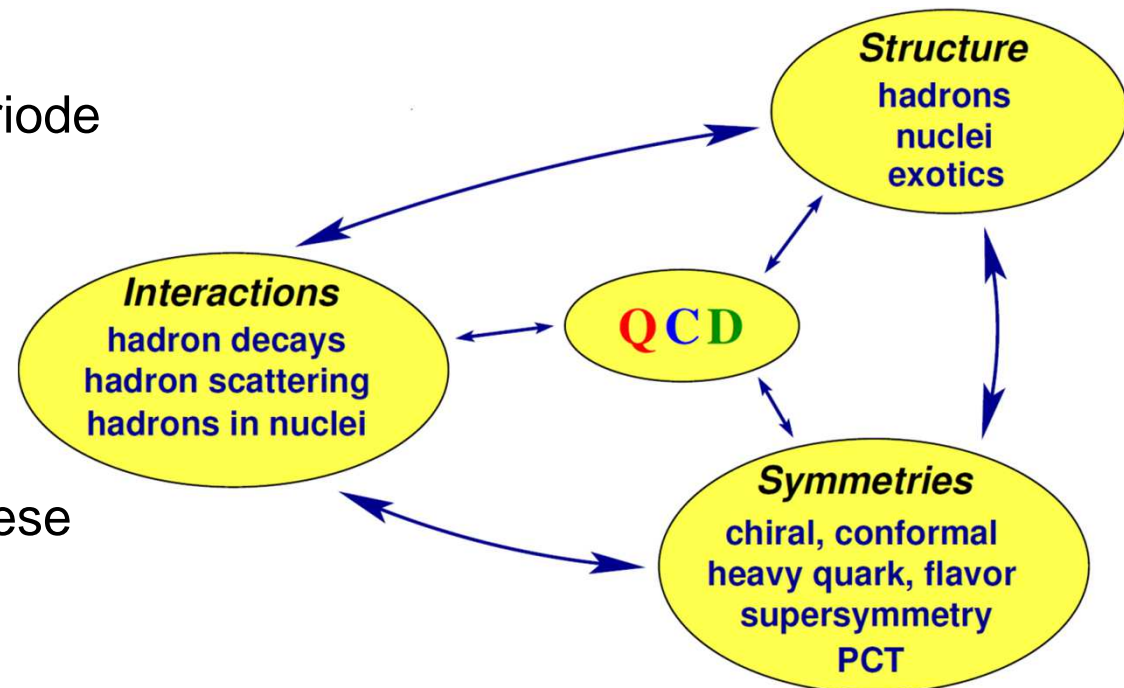 riode
ese
Structure
hadrons
nuclei
exotics
Interactions
hadron decays
hadron scattering
hadrons in nuclei
QCD
Symmetries
chiral, conformal
heavy quark, flavor
supersymmetry
PCT